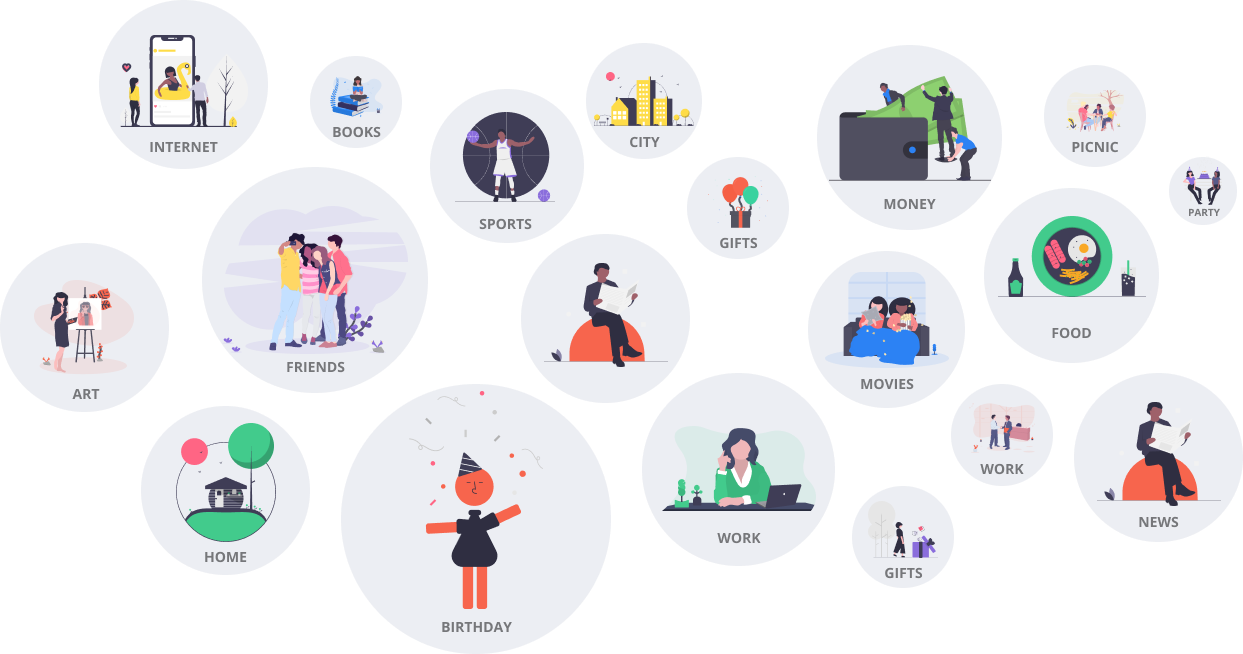 INTERNET
BOOKS
CITY
MONEY
PICNIC
SPORTS
GIFTS
PARTY
FRIENDS
FOOD
ART
MOVIES
HOME
WORK
WORK
NEWS
GIFTS
BIRTHDAY